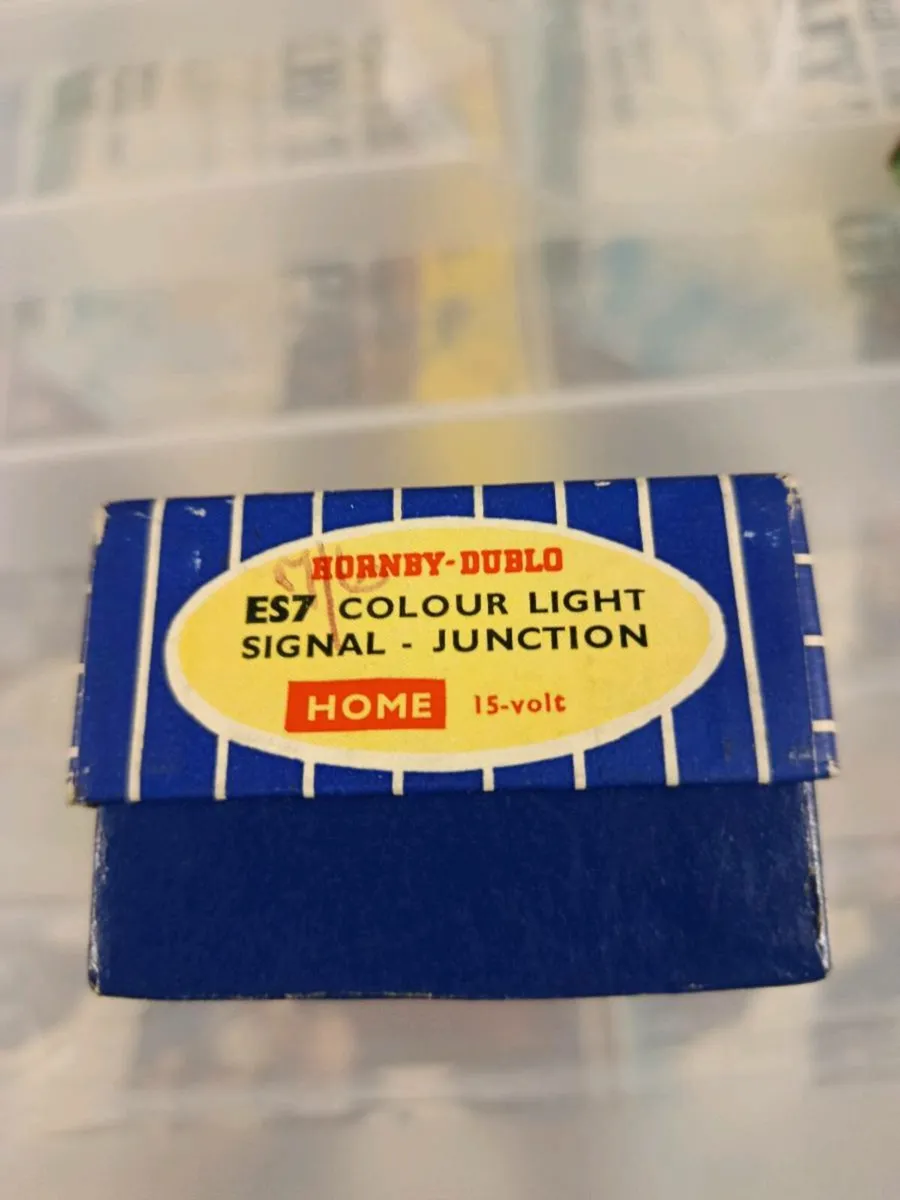 HORNBY-DUBLO
ES7 COLOUR LIGHT
SIGNAL - JUNCTION
HOME 15-volt